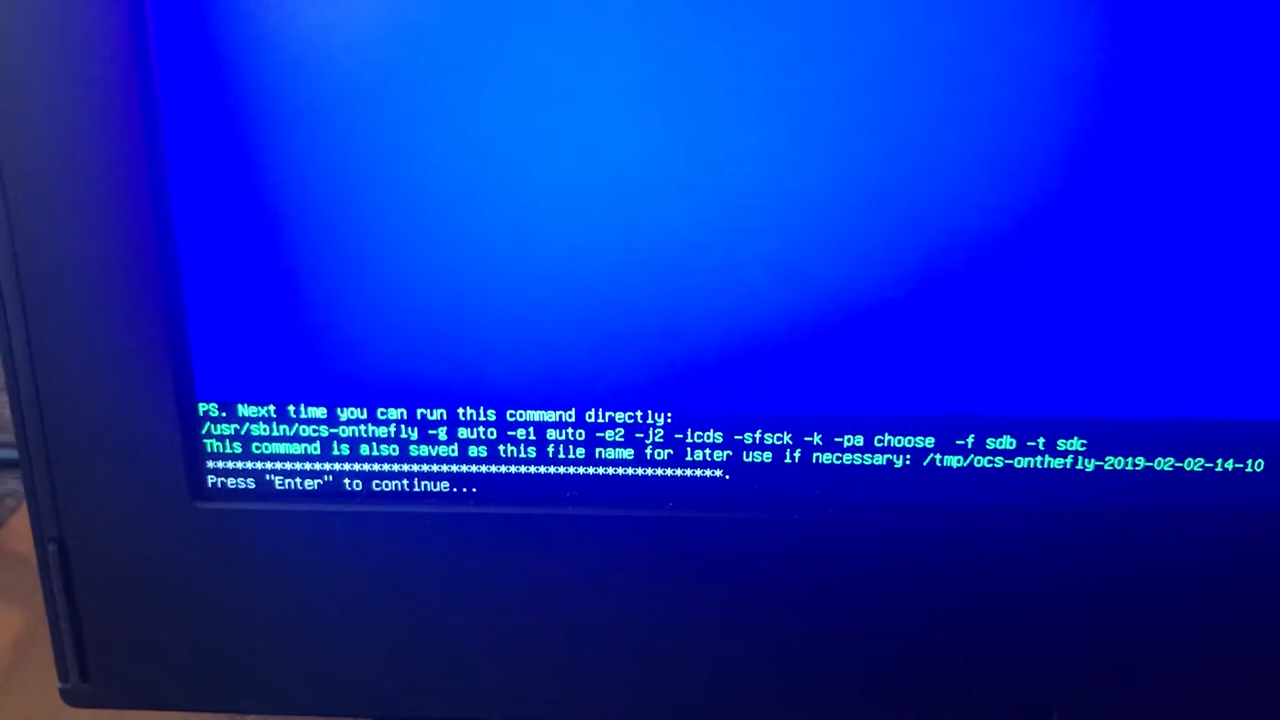 PS. Next time you can run this command directly:
/usr/sbin/ocs-onthefly -g auto -e1 auto -e2 -j2 -icds -sfsck -k -pa choose  -f sdb -t sdc
This command is also saved as this file name for later use if necessary: /tmp/ocs-onthefly-2019-02-02-14-10
*****************************************************************.
Press "Enter" to continue...